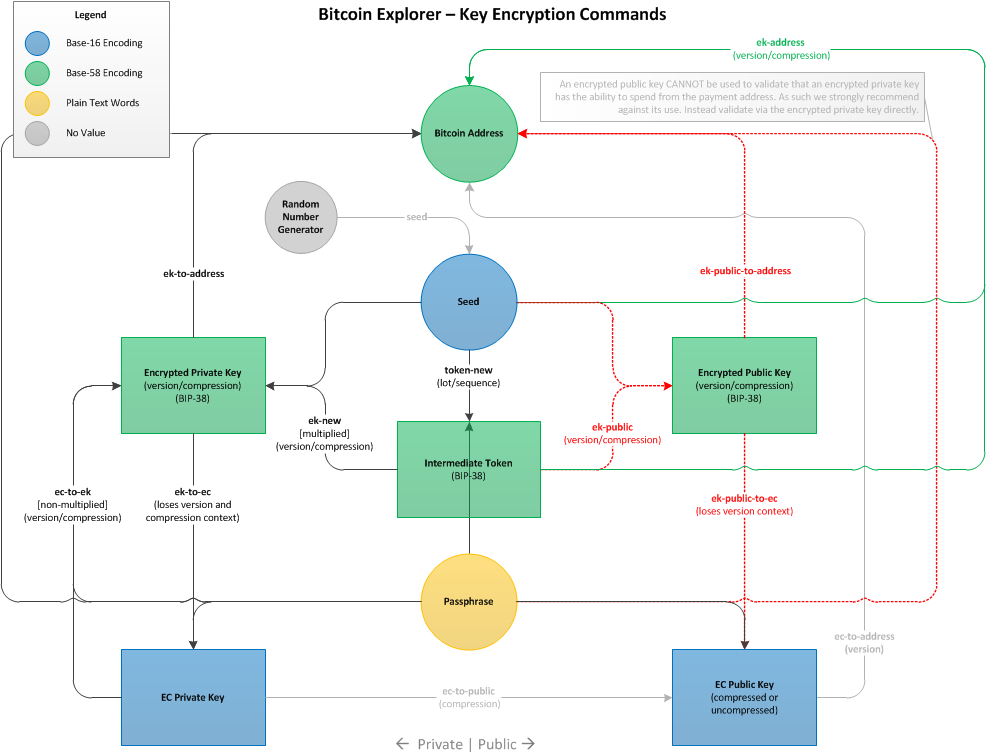 Bitcoin Explorer – Key Encryption Commands
Legend
Base-16 Encoding
Base-58 Encoding
Plain Text Words
No Value
ek-address
(version/compression)
An encrypted public key CANNOT be used to validate that an encrypted private key
has the ability to spend from the payment address. As such we strongly recommend
against its use. Instead validate via the encrypted private key directly.
Bitcoin Address
Random
Number
Generator
seed
ek-to-address
ek-public-to-address
Seed
Encrypted Private Key
(version/compression)
(BIP-38)
token-new
(lot/sequence)
Encrypted Public Key
(version/compression)
(BIP-38)
ek-new
[multiplied]
(version/compression)
ek-public
(version/compression)
Intermediate Token
(BIP-38)
ec-to-ek
[non-multiplied]
(version/compression)
ek-to-ec
(loses version and
compression context)
ek-public-to-ec
(loses version context)
Passphrase
ec-to-address
(version)
EC Private Key
ec-to-public
(compression)
EC Public Key
(compressed or
uncompressed)
← Private | Public →